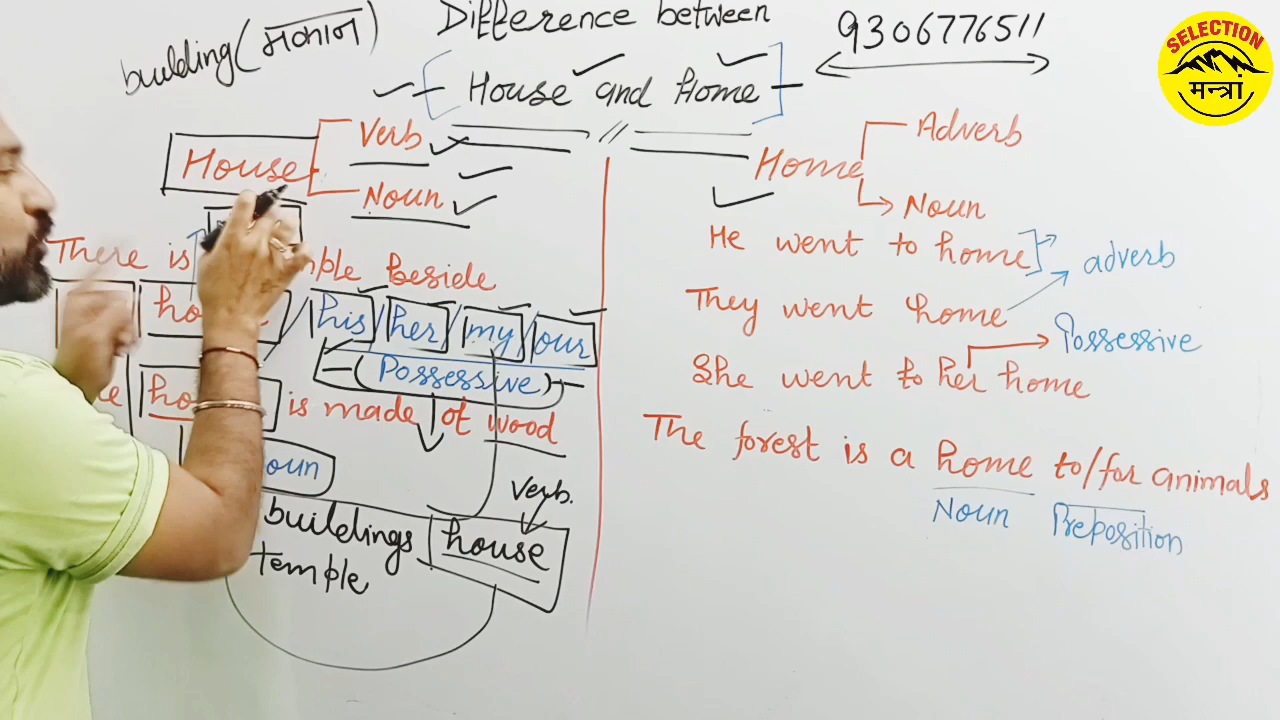 building (मकान)
Difference between
House and Home
9306776511
SELECTION
मन्त्रां
House
Verb
Noun
There is beside
his / her / my / our
(Possessive)
is made of wood
Verb.
buildings house
temple
Home
Adverb
Noun
He went to home
adverb
They went home
Possessive
She went to her home
The forest is a home to/for animals
Noun Preposition